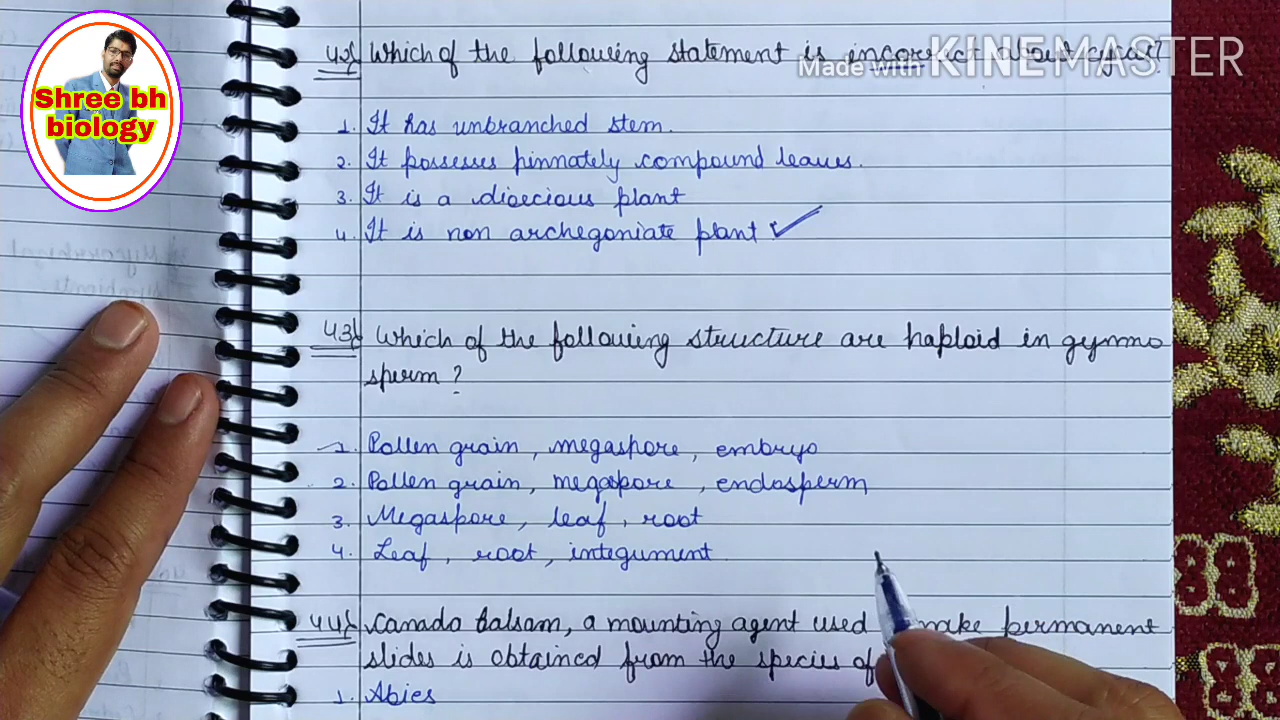 Shree bh
biology
Made with KINEMASTER
42) Which of the following statement is incorrect about cycas?
1. It has unbranched stem.
2. It possesses pinnately compound leaves.
3. It is a dioecious plant
4. It is non archegoniate plant ✓
43) Which of the following structure are haploid in gymno
sperm?
1. Pollen grain, megaspore, embryo
2. Pollen grain, megaspore, endosperm
3. Megaspore, leaf, root
4. Leaf, root, integument
44) Canada Balsam, a mounting agent used make permanent
slides is obtained from the species of
1. Abies